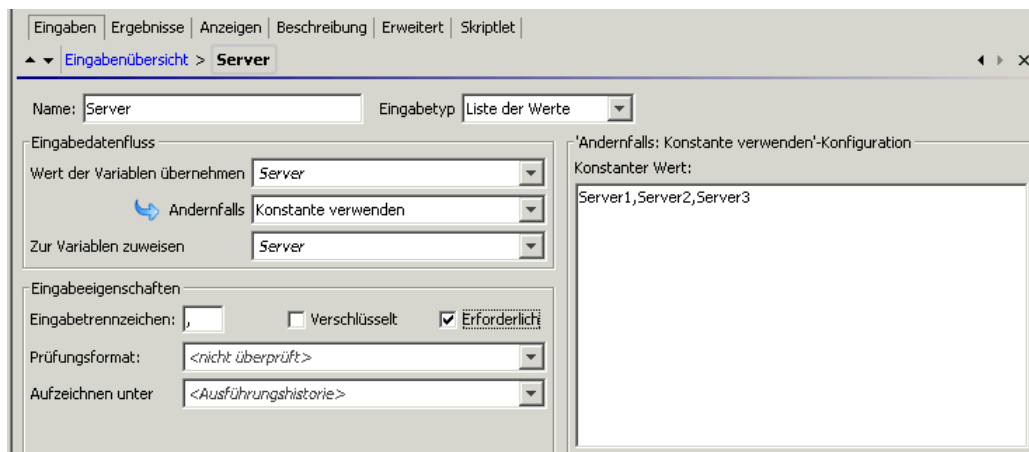 Eingaben | Ergebnisse | Anzeigen | Beschreibung | Erweitert | Skriptlet |
Eingabenübersicht > Server
Name: Server Eingabetyp Liste der Werte
Eingabedatenfluss
Wert der Variablen übernehmen Server
Andernfalls Konstante verwenden
Zur Variablen zuweisen Server
'Andernfalls: Konstante verwenden'-Konfiguration
Konstanter Wert:
Server1,Server2,Server3
Eingabeeigenschaften
Eingabetrennzeichen: , Verschlüsselt Erforderlich
Prüfungsformat: <nicht überprüft>
Aufzeichnen unter <Ausführungshistorie>